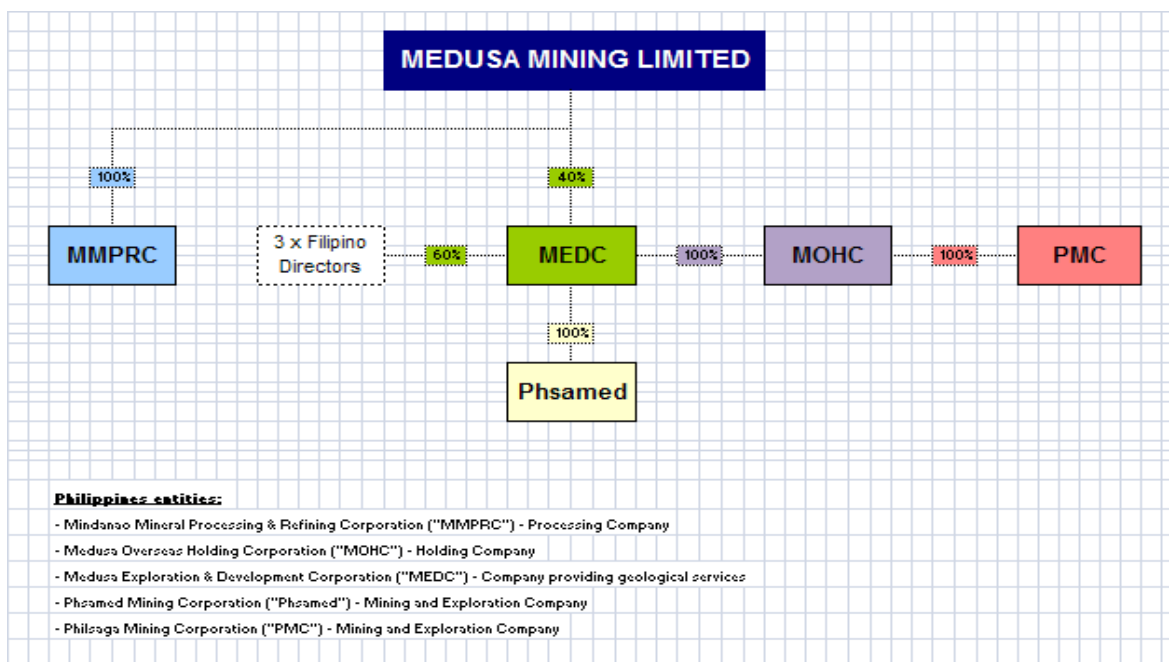 MEDUSA MINING LIMITED
100%
40%
MMPRC
3 x Filipino
Directors
60%
MEDC
100%
MOHC
100%
PMC
100%
Phsamed
Philippines entities:
- Mindanao Mineral Processing & Refining Corporation ("MMPRC") - Processing Company
- Medusa Overseas Holding Corporation ("MOHC") - Holding Company
- Medusa Exploration & Development Corporation ("MEDC") - Company providing geological services
- Phsamed Mining Corporation ("Phsamed") - Mining and Exploration Company
- Philsaga Mining Corporation ("PMC") - Mining and Exploration Company